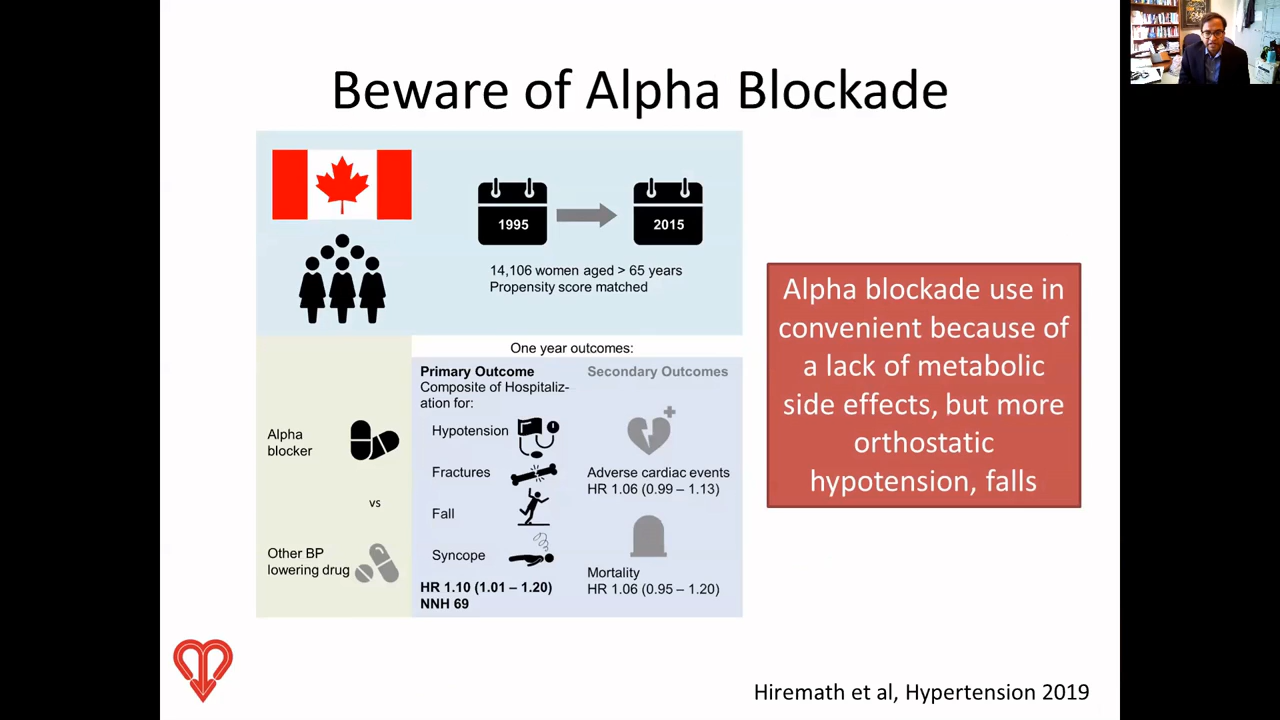 Beware of Alpha Blockade
1995
2015
14,106 women aged > 65 years
Propensity score matched
One year outcomes:
Primary Outcome
Composite of Hospitaliz-
ation for:
Hypotension
Fractures
Fall
Syncope
HR 1.10 (1.01 – 1.20)
NNH 69
Secondary Outcomes
Adverse cardiac events
HR 1.06 (0.99 – 1.13)
Mortality
HR 1.06 (0.95 – 1.20)
Alpha
blocker
vs
Other BP
lowering drug
Alpha blockade use in
convenient because of
a lack of metabolic
side effects, but more
orthostatic
hypotension, falls
Hiremath et al, Hypertension 2019